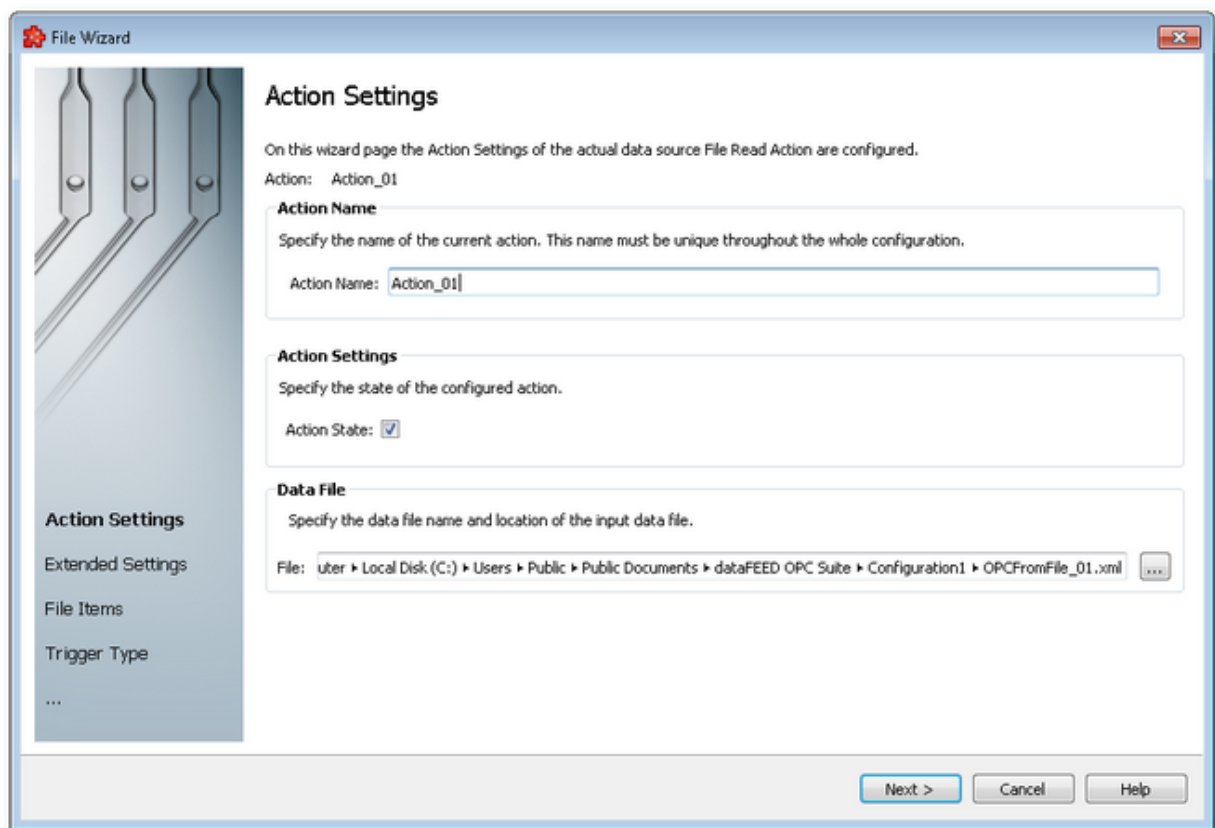 File Wizard
Action Settings
On this wizard page the Action Settings of the actual data source File Read Action are configured.
Action: Action_01
Action Name
Specify the name of the current action. This name must be unique throughout the whole configuration.
Action Name: Action_01
Action Settings
Specify the state of the configured action.
Action State:
Data File
Specify the data file name and location of the input data file.
File: uter ▸ Local Disk (C:) ▸ Users ▸ Public ▸ Public Documents ▸ dataFEED OPC Suite ▸ Configuration1 ▸ OPCFromFile_01.xml ...
Action Settings
Extended Settings
File Items
Trigger Type
...
Next > Cancel Help